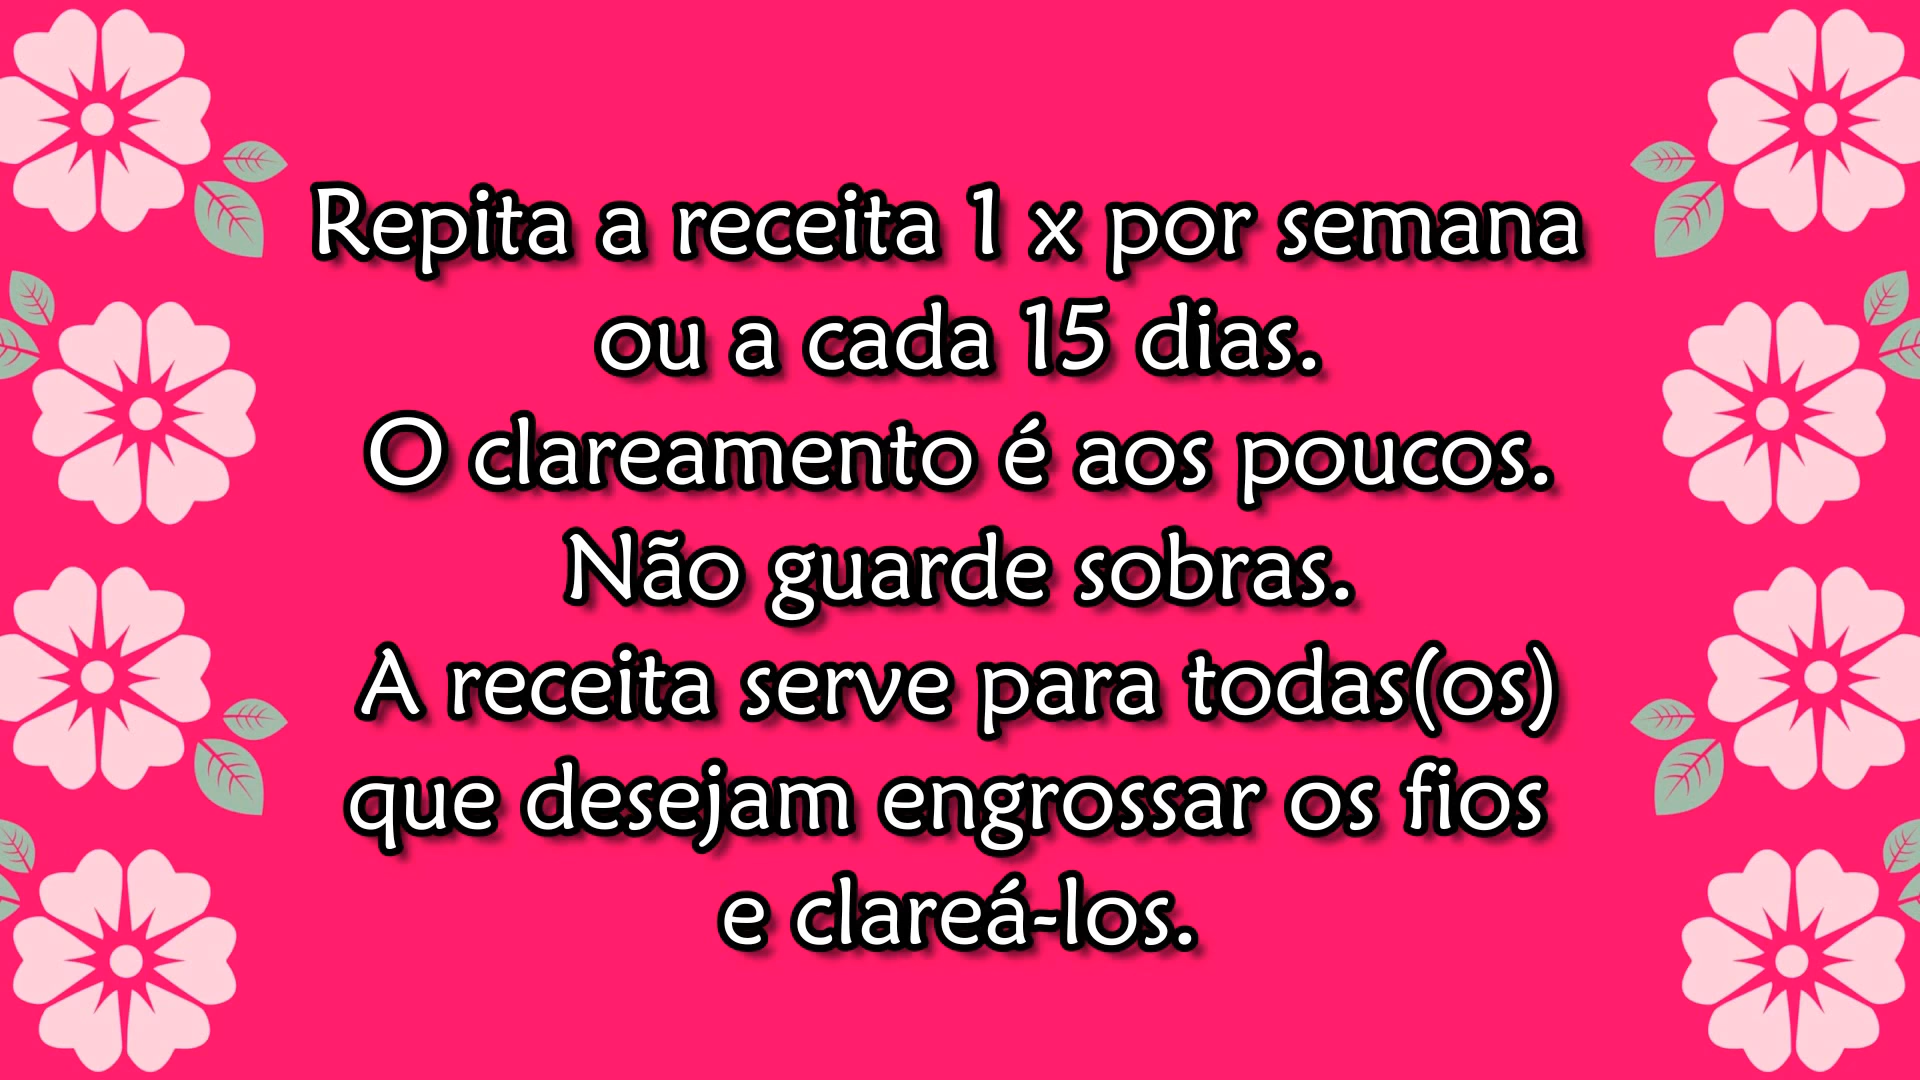 Repita a receita 1 x por semana
ou a cada 15 dias.
O clareamento é aos poucos.
Não guarde sobras.
A receita serve para todas(os)
que desejam engrossar os fios
e clareá-los.